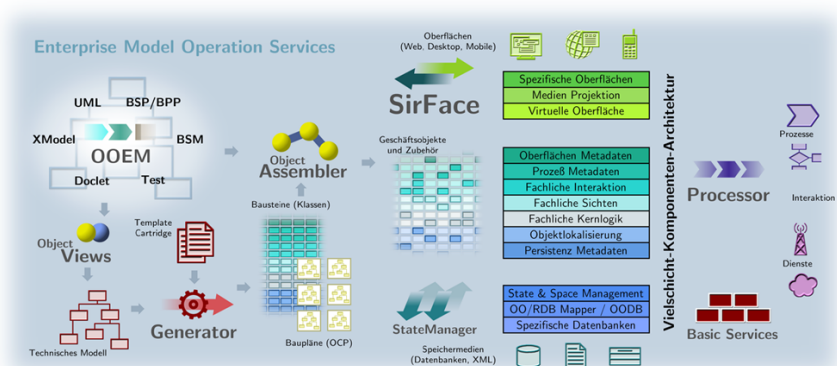 Enterprise Model Operation Services
Oberflächen
(Web, Desktop, Mobile)
UML
BSP/BPP
XModel
OOEM
BSM
Doclet
Test
Object
Assembler
SirFace
Spezifische Oberflächen
Medien Projektion
Virtuelle Oberfläche
Geschäftsobjekte
und Zubehör
Oberflächen Metadaten
Prozeß Metadaten
Fachliche Interaktion
Fachliche Sichten
Fachliche Kernlogik
Objektlokalisierung
Persistenz Metadaten
Vielschicht-Komponenten-Architektur
Prozesse
Processor
Interaktion
Dienste
Bausteine (Klassen)
Template
Cartridge
Object
Views
Generator
Technisches Modell
Baupläne (OCP)
StateManager
Speichermedien
(Datenbanken, XML)
State & Space Management
OO/RDB Mapper / OODB
Spezifische Datenbanken
Basic Services